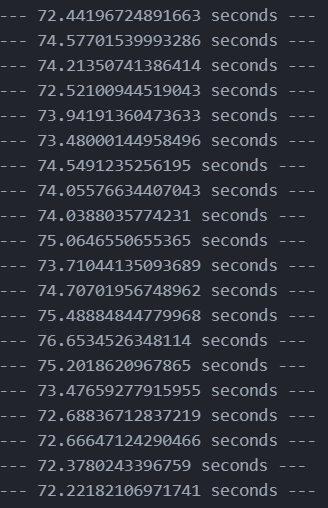 --- 72.44196724891663 seconds ---
--- 74.57701539993286 seconds ---
--- 74.21350741386414 seconds ---
--- 72.52100944519043 seconds ---
--- 73.94191360473633 seconds ---
--- 73.48000144958496 seconds ---
--- 74.5491235256195 seconds ---
--- 74.05576634407043 seconds ---
--- 74.0388035774231 seconds ---
--- 75.0646550655365 seconds ---
--- 73.71044135093689 seconds ---
--- 74.70701956748962 seconds ---
--- 75.48884844779968 seconds ---
--- 76.6534526348114 seconds ---
--- 75.2018620967865 seconds ---
--- 73.47659277915955 seconds ---
--- 72.68836712837219 seconds ---
--- 72.66647124290466 seconds ---
--- 72.3780243396759 seconds ---
--- 72.22182106971741 seconds ---